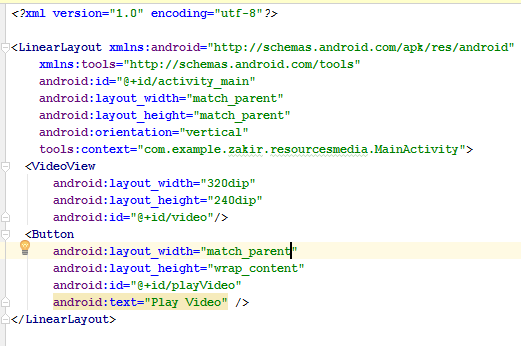 <?xml version="1.0" encoding="utf-8"?>
<LinearLayout xmlns:android="http://schemas.android.com/apk/res/android"
xmlns:tools="http://schemas.android.com/tools"
android:id="@+id/activity_main"
android:layout_width="match_parent"
android:layout_height="match_parent"
android:orientation="vertical"
tools:context="com.example.zakir.resourcesmedia.MainActivity">
<VideoView
android:layout_width="320dip"
android:layout_height="240dip"
android:id="@+id/video"/>
<Button
android:layout_width="match_parent"
android:layout_height="wrap_content"
android:id="@+id/playVideo"
android:text="Play Video" />
</LinearLayout>